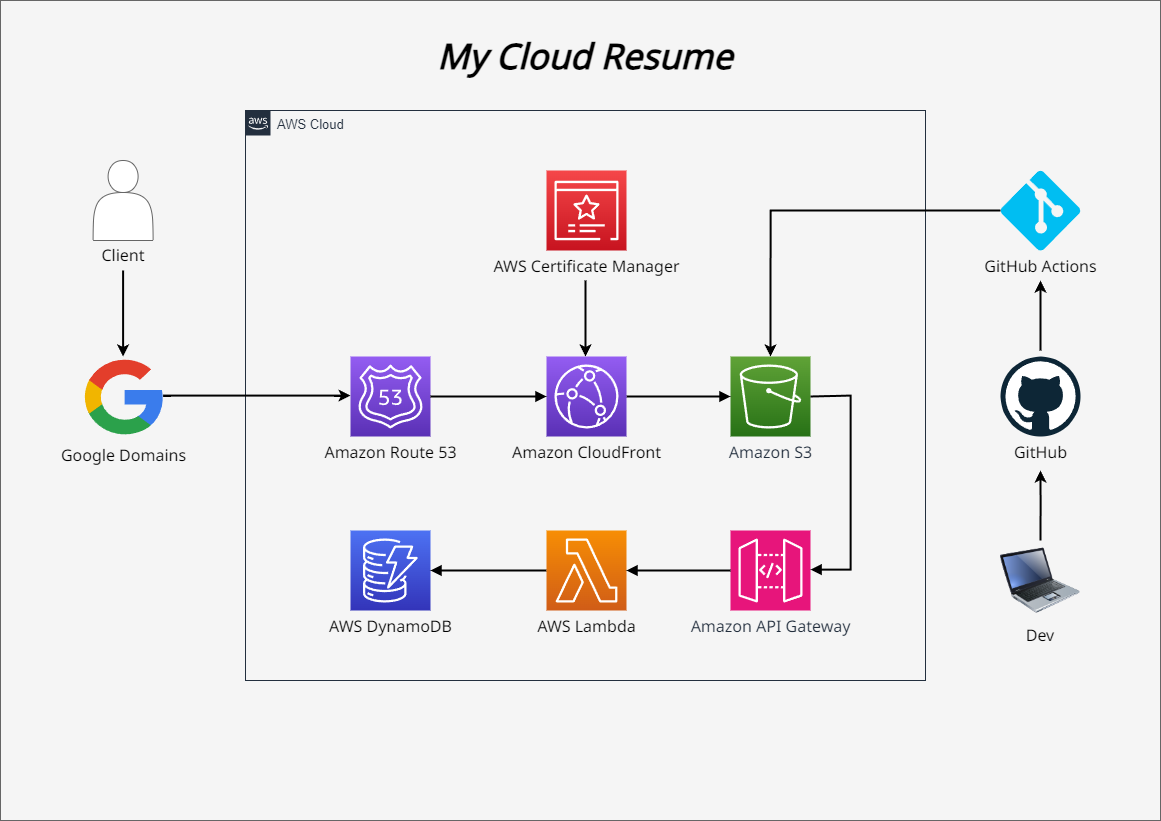 My Cloud Resume
aws
AWS Cloud
Client
AWS Certificate Manager
GitHub Actions
53
Google Domains
Amazon Route 53
Amazon CloudFront
Amazon S3
GitHub
</>
AWS DynamoDB
AWS Lambda
Amazon API Gateway
Dev